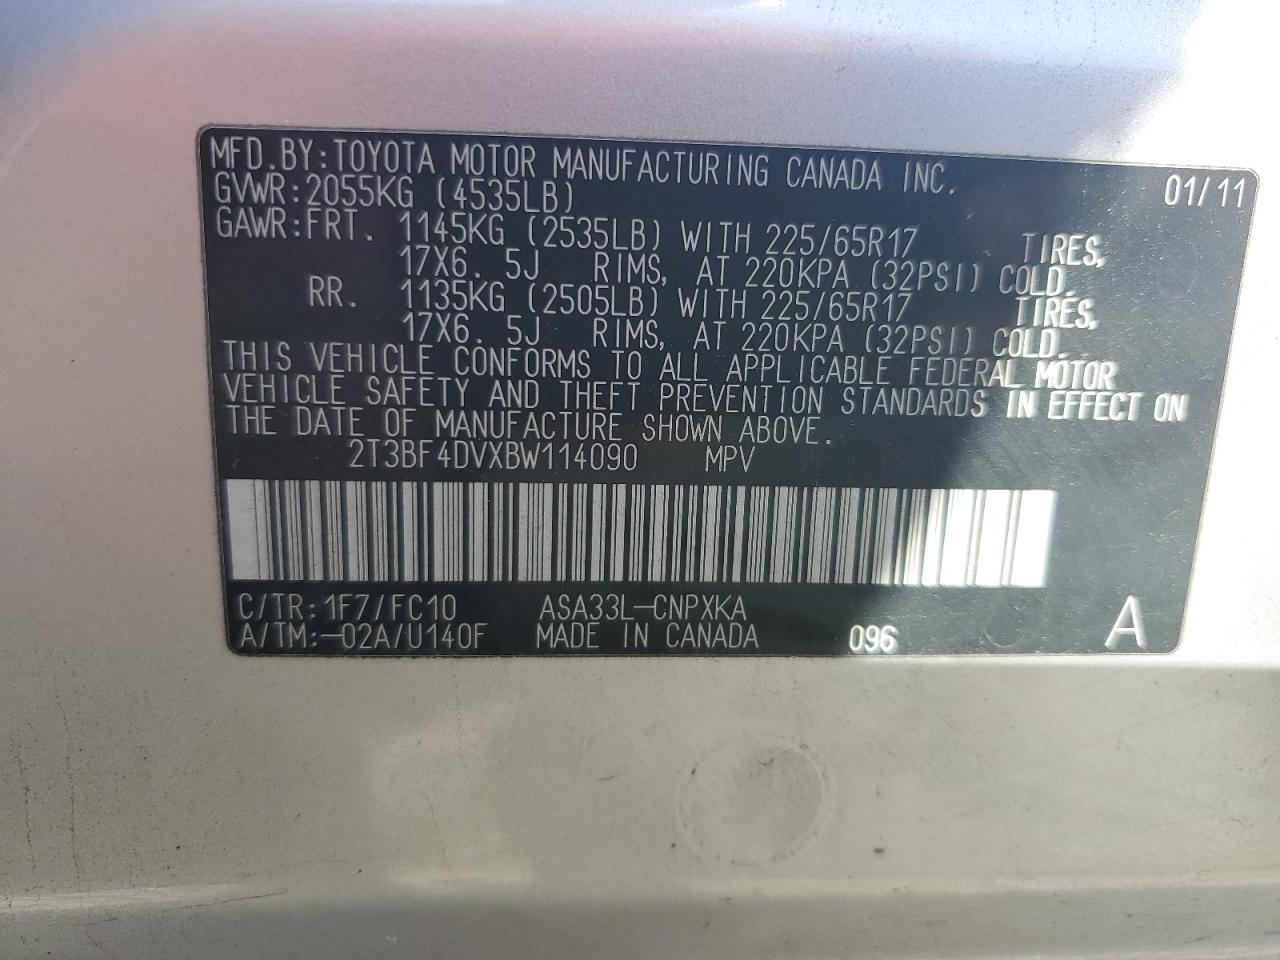 MFD.BY:TOYOTA MOTOR MANUFACTURING CANADA INC. 01/11
GVWR:2055KG (4535LB)
GAWR:FRT. 1145KG (2535LB) WITH 225/65R17 TIRES,
17X6.5J RIMS, AT 220KPA (32PSI) COLD.
RR. 1135KG (2505LB) WITH 225/65R17 TIRES,
17X6.5J RIMS, AT 220KPA (32PSI) COLD.
THIS VEHICLE CONFORMS TO ALL APPLICABLE FEDERAL MOTOR
VEHICLE SAFETY AND THEFT PREVENTION STANDARDS IN EFFECT ON
THE DATE OF MANUFACTURE SHOWN ABOVE.
2T3BF4DVXBW114090 MPV
C/TR:1F7/FC10 ASA33L-CNPXKA
A/TM:-02A/U140F MADE IN CANADA 096 A